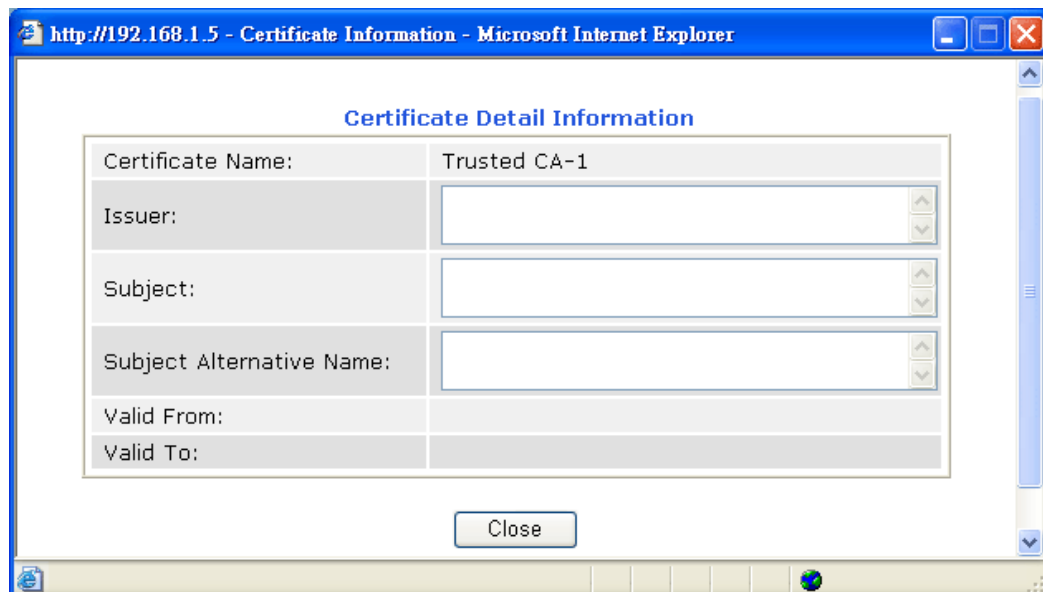 http://192.168.1.5 - Certificate Information - Microsoft Internet Explorer
Certificate Detail Information
Certificate Name: Trusted CA-1
Issuer:
Subject:
Subject Alternative Name:
Valid From:
Valid To:
Close